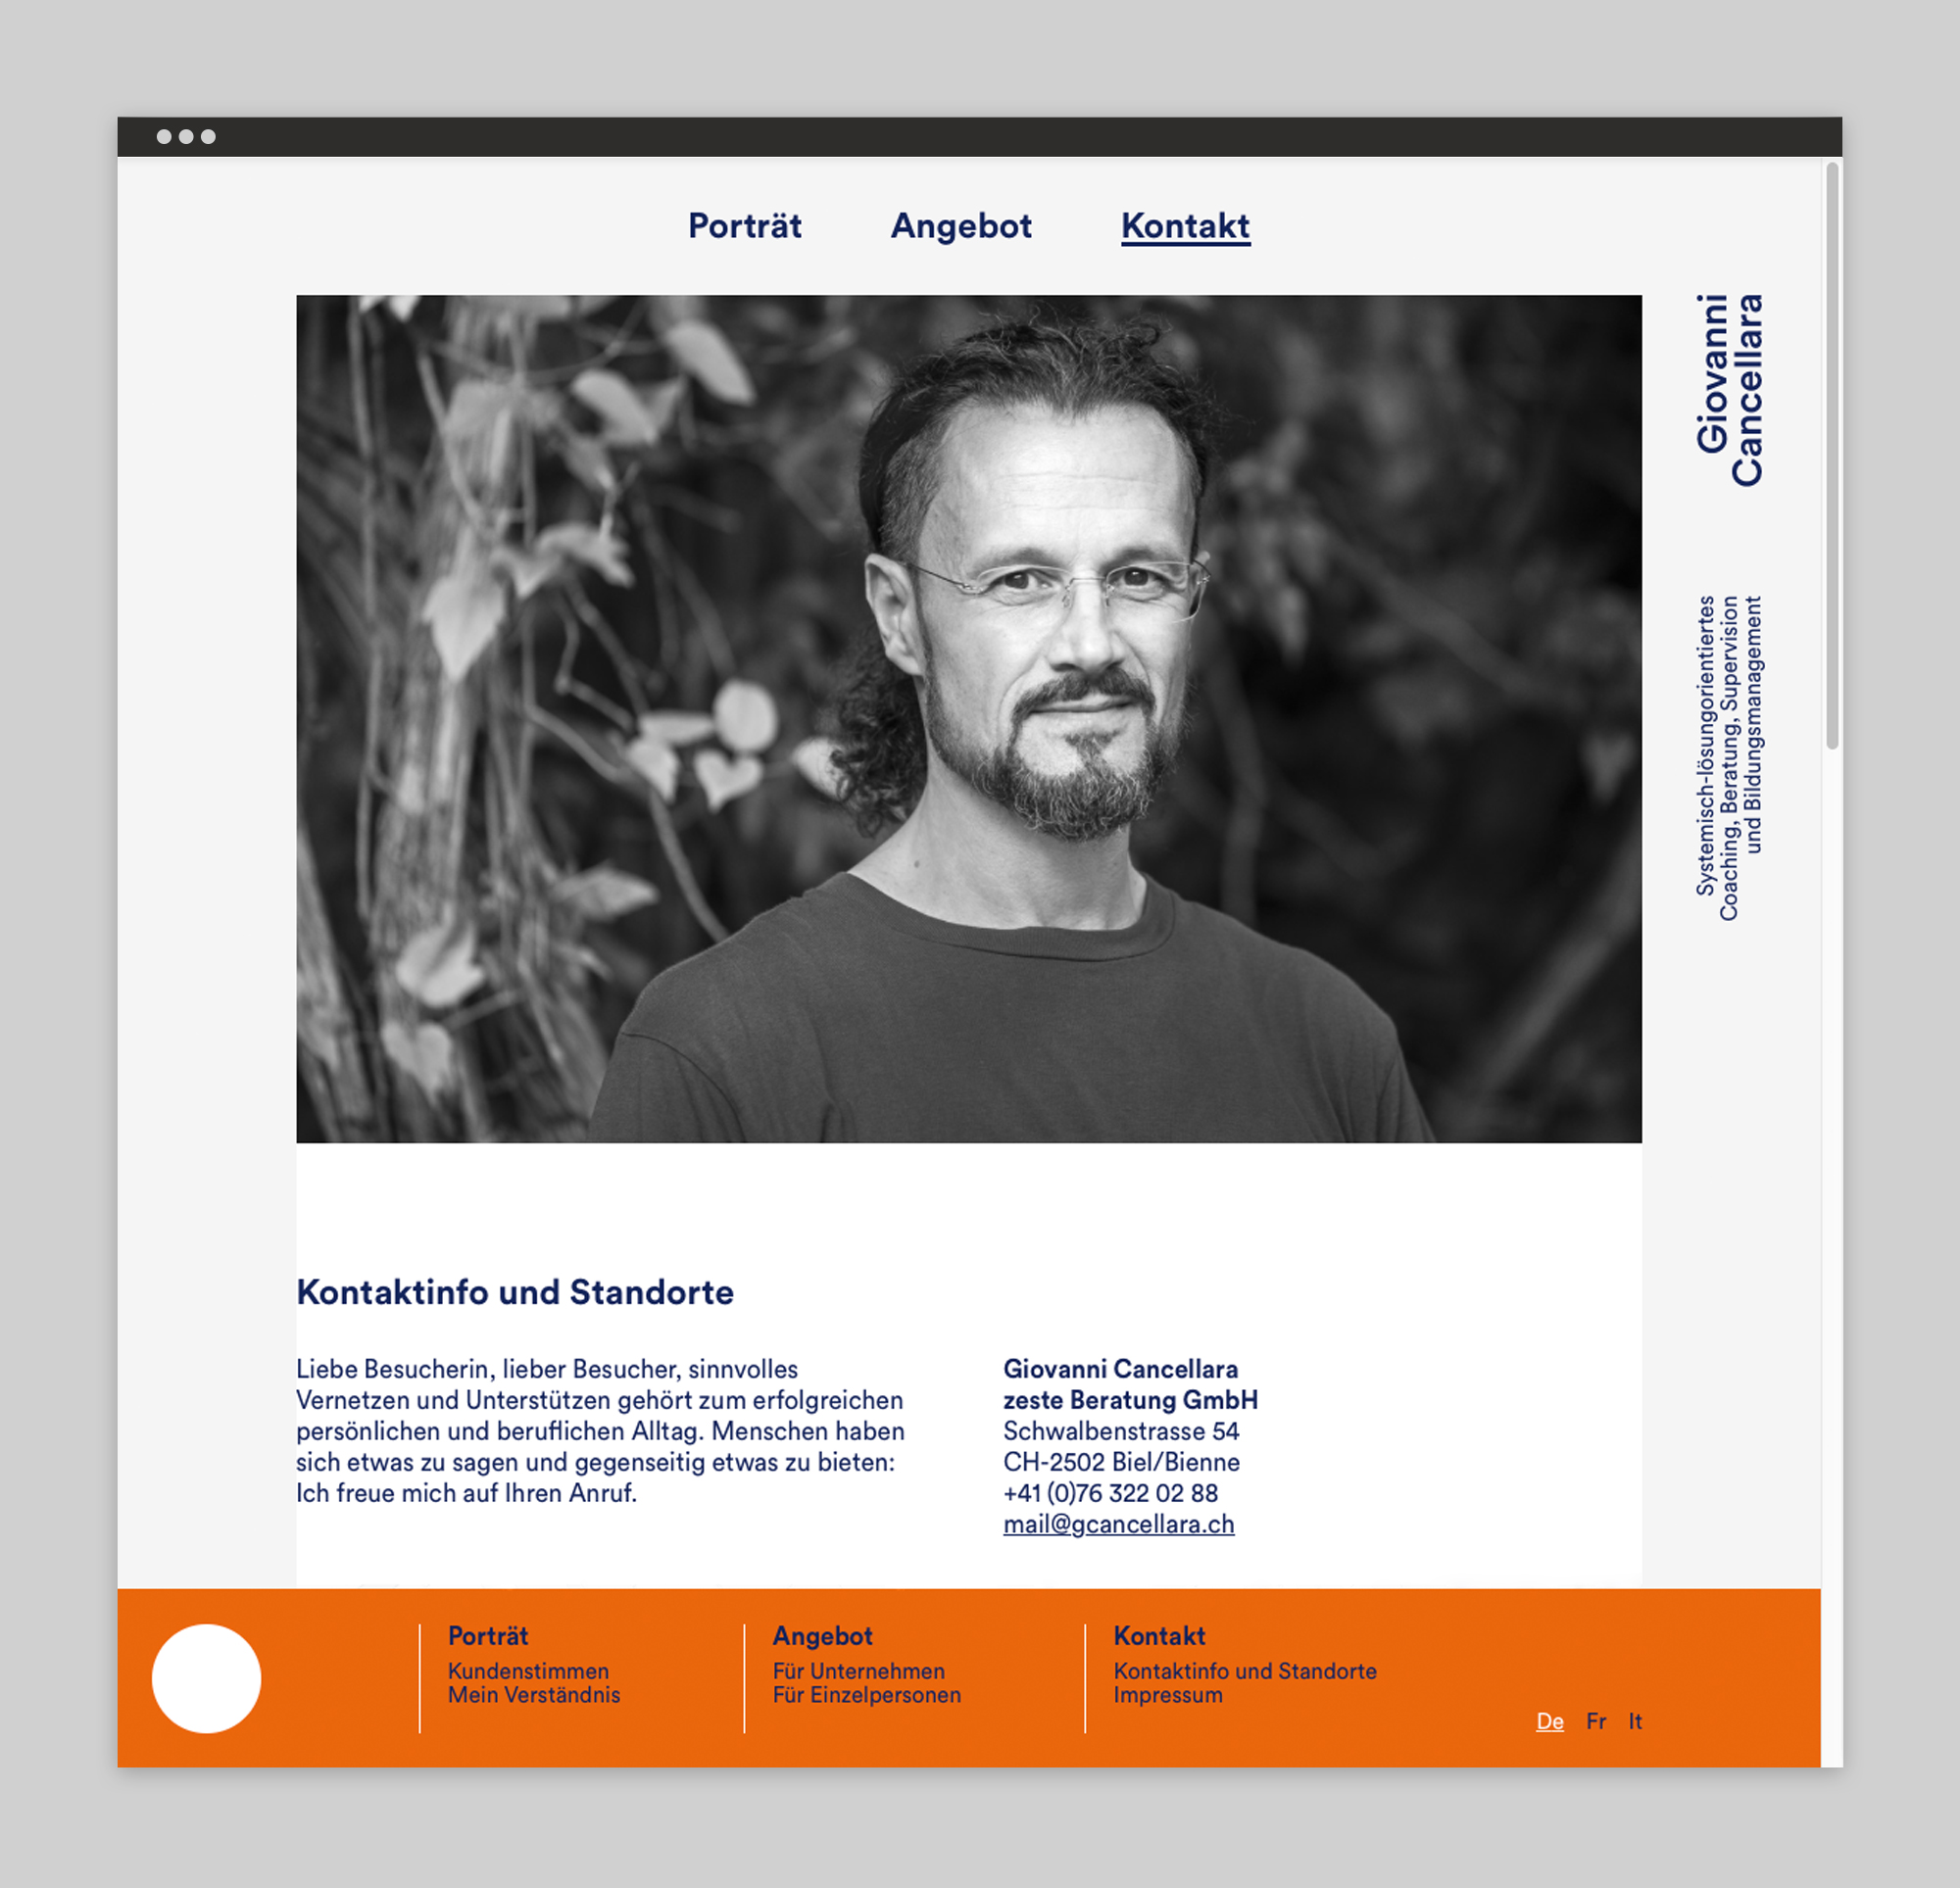 Porträt
Angebot
Kontakt
Giovanni
Cancellara
Systemisch-lösungorientiertes
Coaching, Beratung, Supervision
und Bildungsmanagement
Kontaktinfo und Standorte
Liebe Besucherin, lieber Besucher, sinnvolles
Vernetzen und Unterstützen gehört zum erfolgreichen
persönlichen und beruflichen Alltag. Menschen haben
sich etwas zu sagen und gegenseitig etwas zu bieten:
Ich freue mich auf Ihren Anruf.
Giovanni Cancellara
zeste Beratung GmbH
Schwalbenstrasse 54
CH-2502 Biel/Bienne
+41 (0)76 322 02 88
mail@gcancellara.ch
Porträt
Kundenstimmen
Mein Verständnis
Angebot
Für Unternehmen
Für Einzelpersonen
Kontakt
Kontaktinfo und Standorte
Impressum
De Fr It